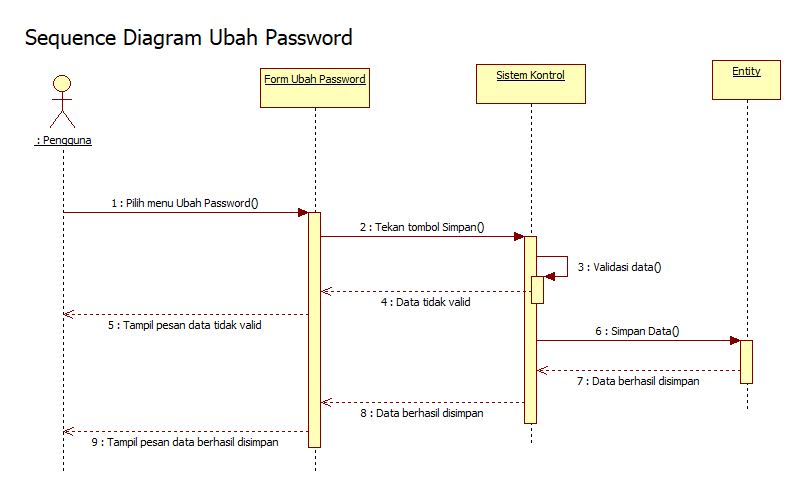 Sequence Diagram Ubah Password
Form Ubah Password
Sistem Kontrol
Entity
: Pengguna
1 : Pilih menu Ubah Password()
2 : Tekan tombol Simpan()
3 : Validasi data()
4 : Data tidak valid
5 : Tampil pesan data tidak valid
6 : Simpan Data()
7 : Data berhasil disimpan
8 : Data berhasil disimpan
9 : Tampil pesan data berhasil disimpan